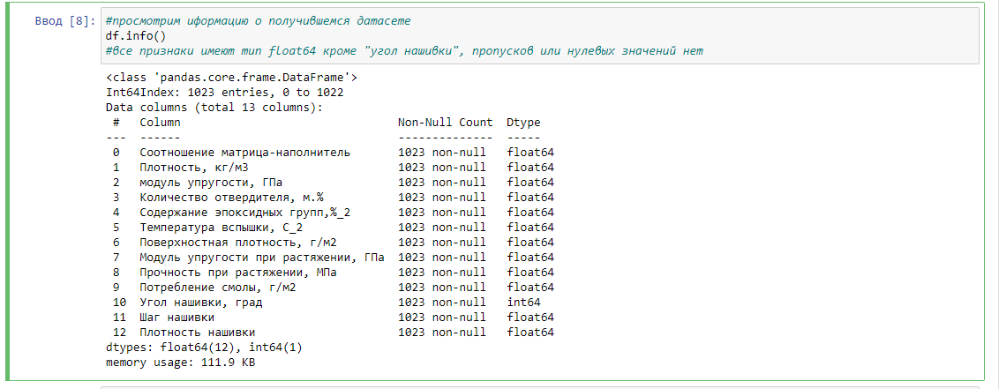 Ввод [8]:
#просмотрим иформацию о получившемся датасете
df.info()
#все признаки имеют тип float64 кроме "угол нашивки", пропусков или нулевых значений нет
<class 'pandas.core.frame.DataFrame'>
Int64Index: 1023 entries, 0 to 1022
Data columns (total 13 columns):
 #   Column                                Non-Null Count  Dtype
---  ------                                --------------  -----
 0   Соотношение матрица-наполнитель       1023 non-null   float64
 1   Плотность, кг/м3                      1023 non-null   float64
 2   модуль упругости, ГПа                 1023 non-null   float64
 3   Количество отвердителя, м.%           1023 non-null   float64
 4   Содержание эпоксидных групп,%_2       1023 non-null   float64
 5   Температура вспышки, С_2              1023 non-null   float64
 6   Поверхностная плотность, г/м2         1023 non-null   float64
 7   Модуль упругости при растяжении, ГПа  1023 non-null   float64
 8   Прочность при растяжении, МПа         1023 non-null   float64
 9   Потребление смолы, г/м2               1023 non-null   float64
 10  Угол нашивки, град                    1023 non-null   int64
 11  Шаг нашивки                           1023 non-null   float64
 12  Плотность нашивки                     1023 non-null   float64
dtypes: float64(12), int64(1)
memory usage: 111.9 KB